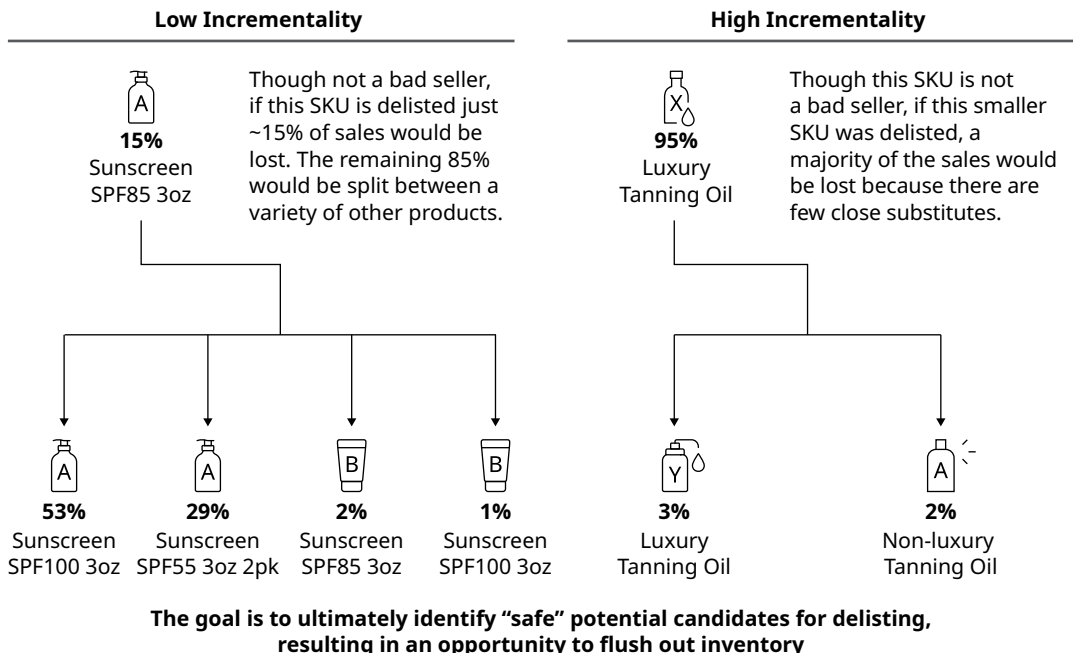 Low Incrementality
High Incrementality
A
15%
Sunscreen
SPF85 3oz
Though not a bad seller,
if this SKU is delisted just
~15% of sales would be
lost. The remaining 85%
would be split between a
variety of other products.
X
95%
Luxury
Tanning Oil
Though this SKU is not
a bad seller, if this smaller
SKU was delisted, a
majority of the sales would
be lost because there are
few close substitutes.
A
53%
Sunscreen
SPF100 3oz
A
29%
Sunscreen
SPF55 3oz 2pk
B
2%
Sunscreen
SPF85 3oz
B
1%
Sunscreen
SPF100 3oz
Y
3%
Luxury
Tanning Oil
A
2%
Non-luxury
Tanning Oil
The goal is to ultimately identify “safe” potential candidates for delisting,
resulting in an opportunity to flush out inventory